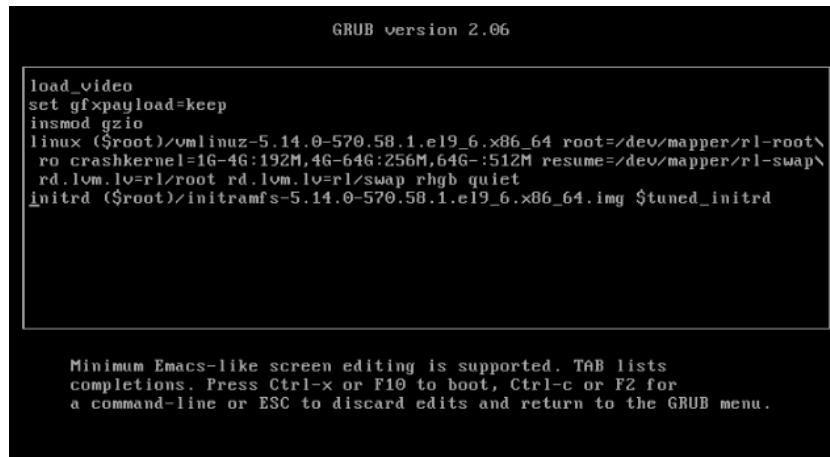 GRUB version 2.06
load_video
set gfxpayload=keep
insmod gzio
linux ($root)/vmlinuz-5.14.0-570.58.1.el9_6.x86_64 root=/dev/mapper/rl-root\
ro crashkernel=1G-4G:192M,4G-64G:256M,64G-:512M resume=/dev/mapper/rl-swap\
rd.lvm.lv=rl/root rd.lvm.lv=rl/swap rhgb quiet
initrd ($root)/initramfs-5.14.0-570.58.1.el9_6.x86_64.img $tuned_initrd
Minimum Emacs-like screen editing is supported. TAB lists
completions. Press Ctrl-x or F10 to boot, Ctrl-c or F2 for
a command-line or ESC to discard edits and return to the GRUB menu.